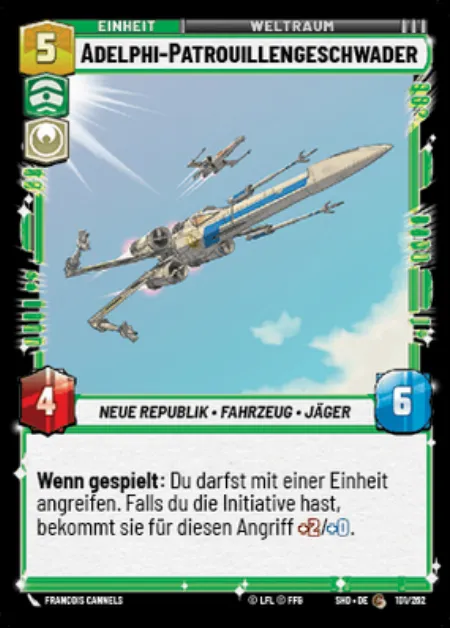 EINHEIT
WELTRAUM
5
ADELPHI-PATROUILLENGESCHWADER
4
NEUE REPUBLIK • FAHRZEUG • JÄGER
6
Wenn gespielt: Du darfst mit einer Einheit
angreifen. Falls du die Initiative hast,
bekommt sie für diesen Angriff +2/+0.
FRANCOIS CANNELS
© LFL © FFG
SHD • DE
101/262